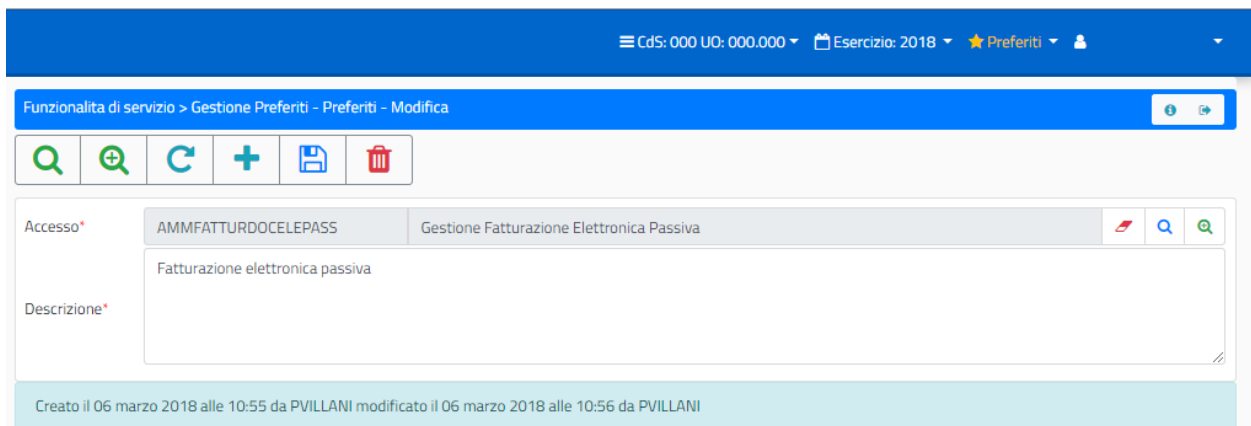 CdS: 000 UO: 000.000 Esercizio: 2018 Preferiti
Funzionalita di servizio > Gestione Preferiti - Preferiti - Modifica
Accesso* AMMFATTURDOCELEPASS Gestione Fatturazione Elettronica Passiva
Fatturazione elettronica passiva
Descrizione*
Creato il 06 marzo 2018 alle 10:55 da PVILLANI modificato il 06 marzo 2018 alle 10:56 da PVILLANI